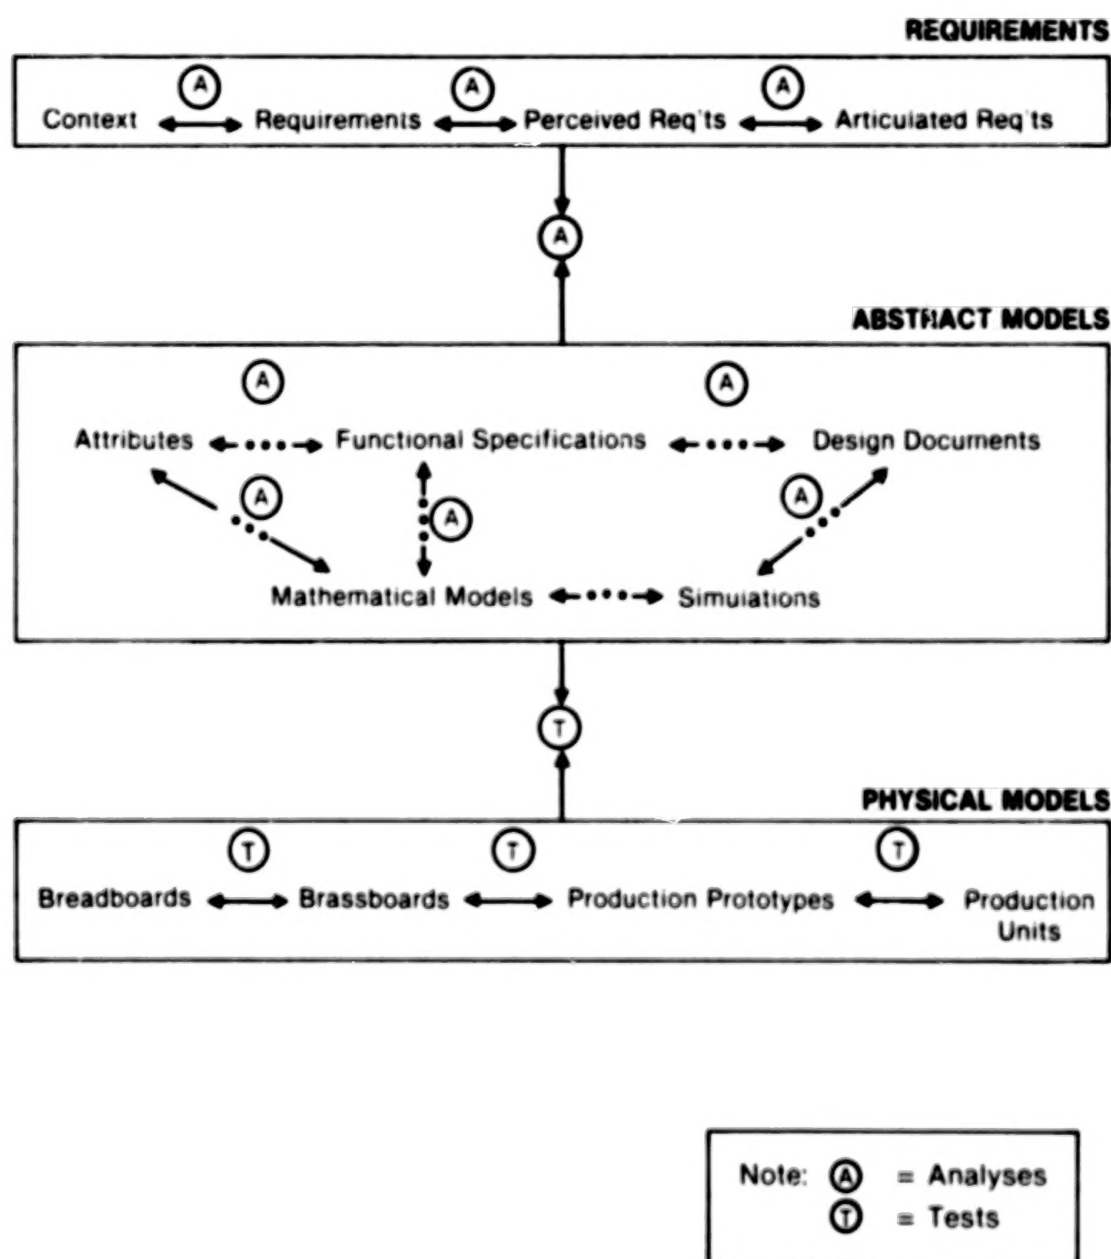 REQUIREMENTS
A A A
Context Requirements Perceived Req'ts Articulated Req'ts
A
ABSTRACT MODELS
A A
Attributes Functional Specifications Design Documents
A A A
Mathematical Models Simulations
T
PHYSICAL MODELS
T T T
Breadboards Brassboards Production Prototypes Production
Units
Note: A = Analyses
T = Tests